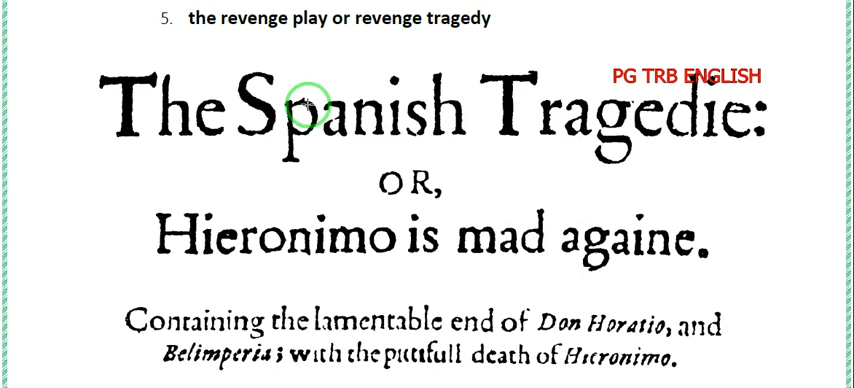 5. the revenge play or revenge tragedy
PG TRB ENGLISH
The Spanish Tragedie:
OR,
Hieronimo is mad againe.
Containing the lamentable end of Don Horatio, and
Belimperia; with the pittifull death of Hieronimo.